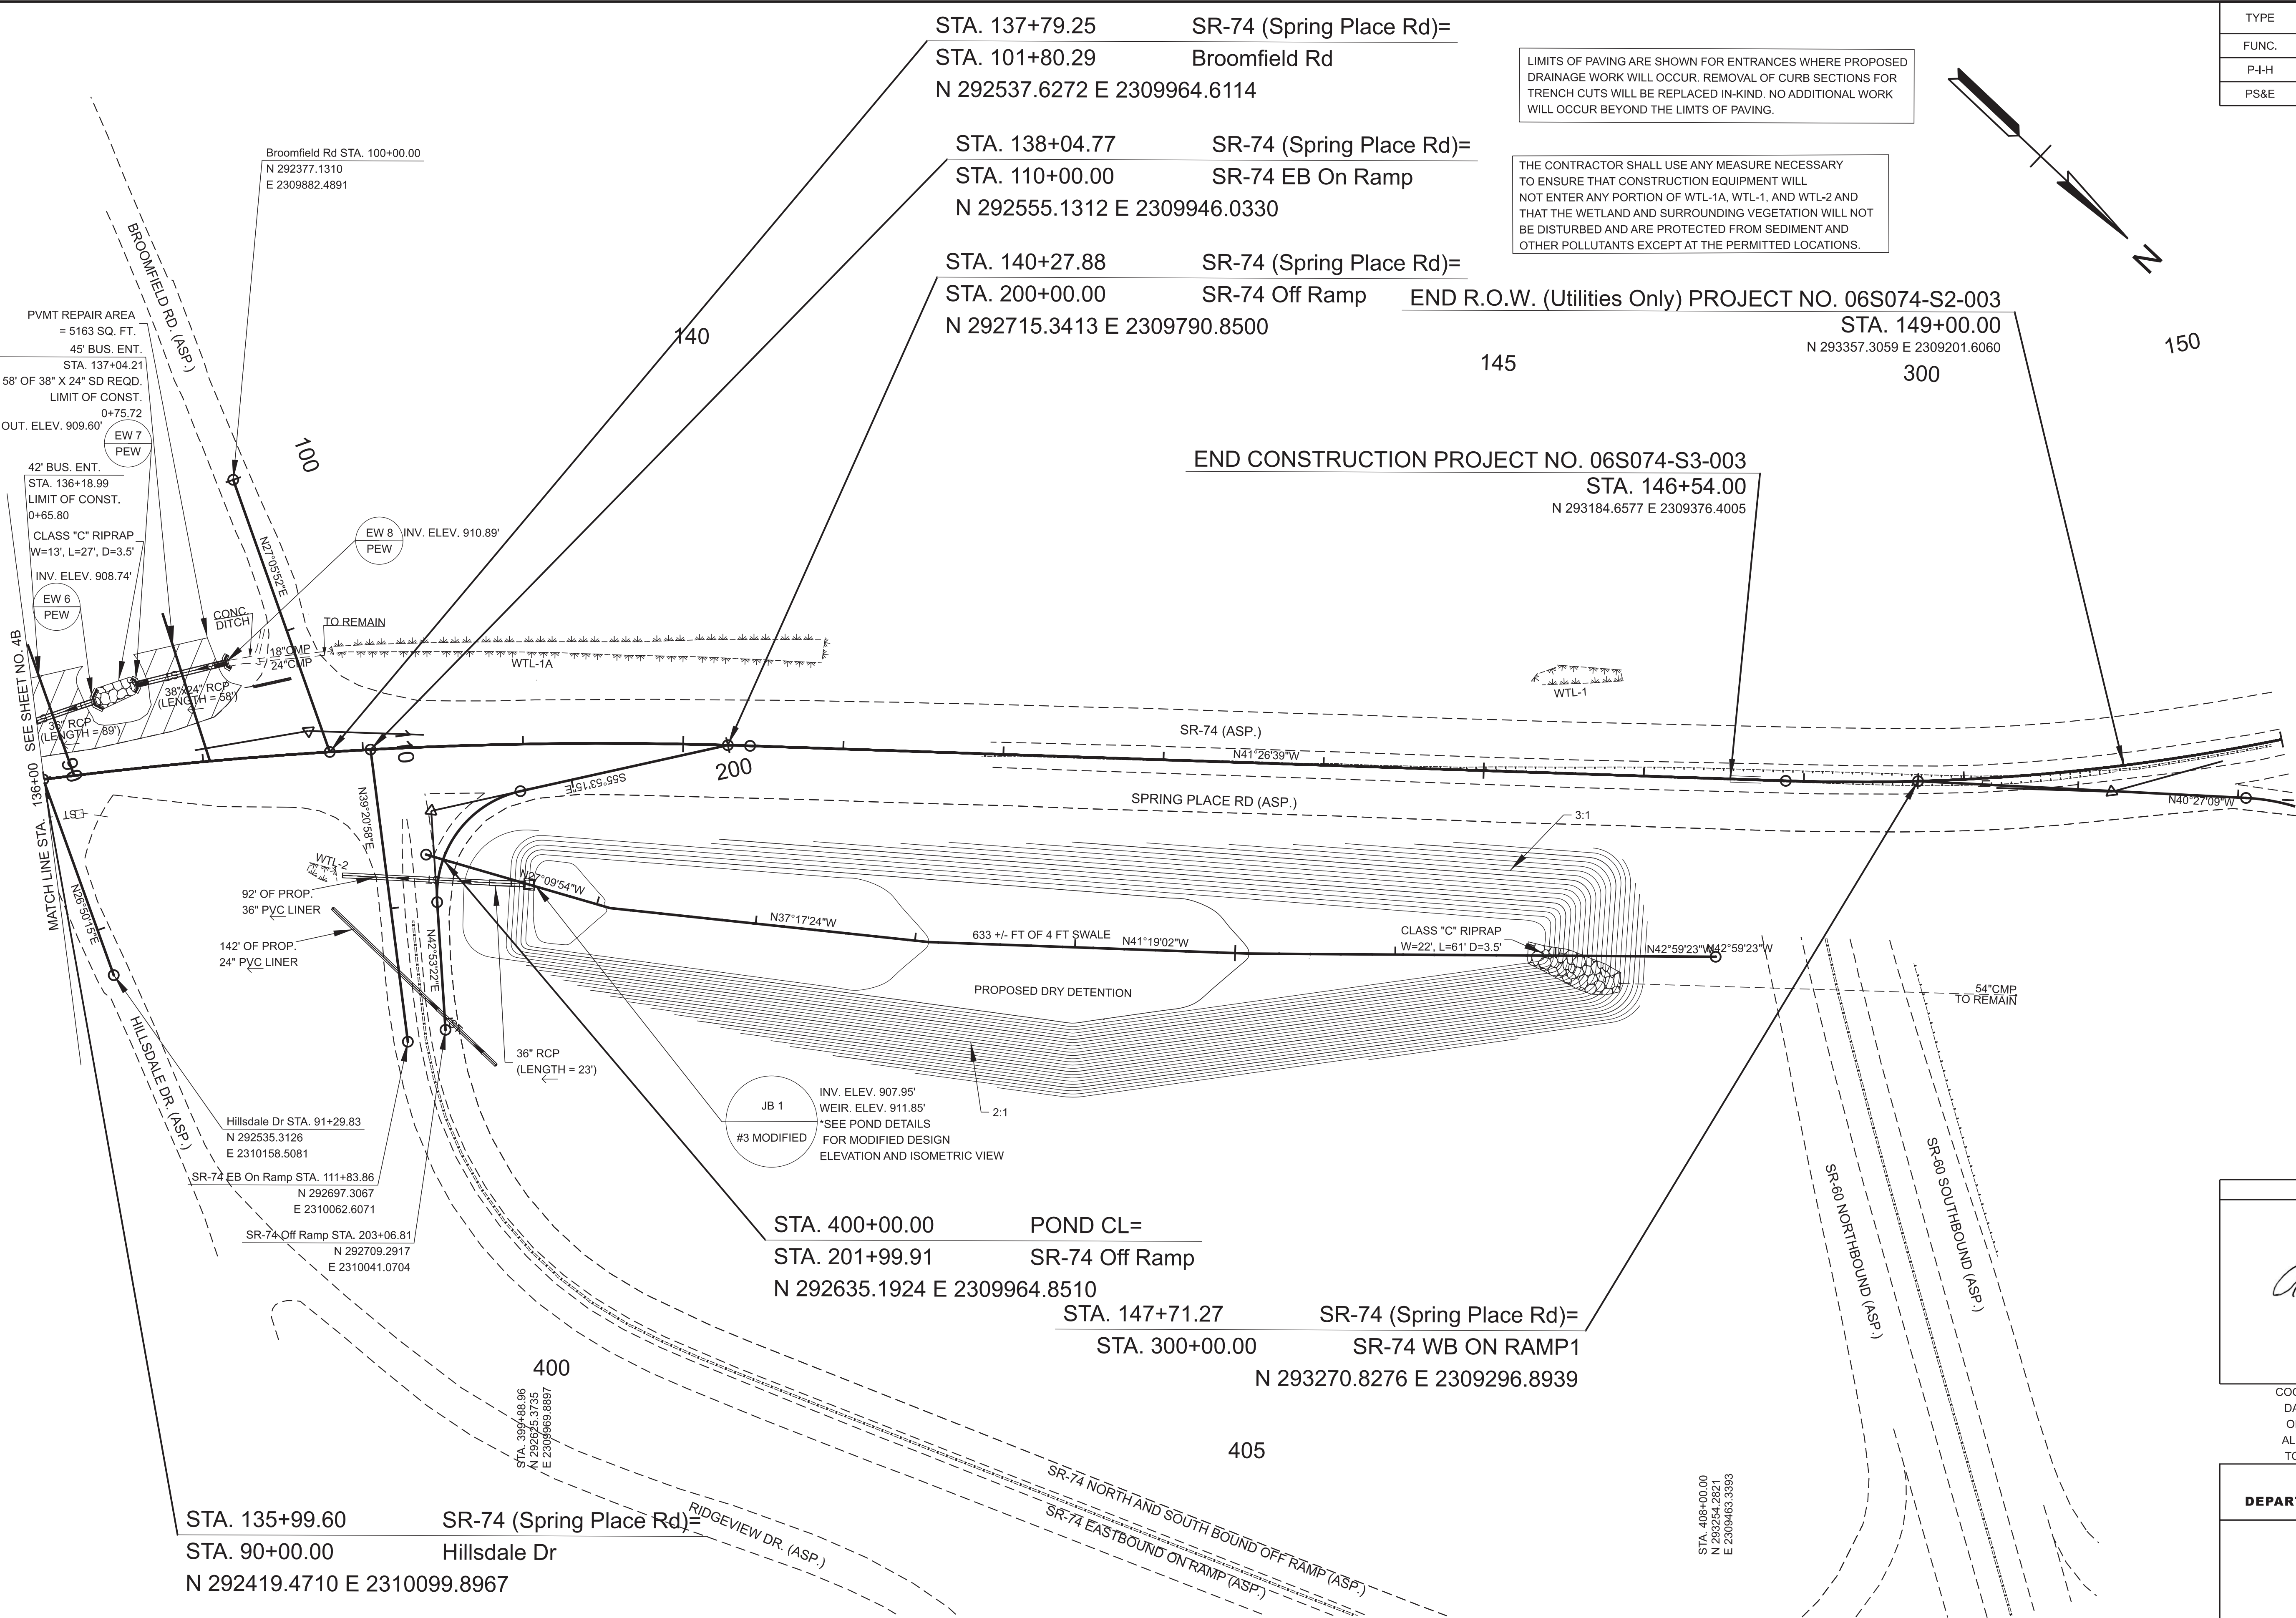 STA. 137+79.25 SR-74 (Spring Place Rd)=
STA. 101+80.29 Broomfield Rd
N 292537.6272 E 2309964.6114
STA. 138+04.77 SR-74 (Spring Place Rd)=
STA. 110+00.00 SR-74 EB On Ramp
N 292555.1312 E 2309946.0330
STA. 140+27.88 SR-74 (Spring Place Rd)=
STA. 200+00.00 SR-74 Off Ramp
N 292715.3413 E 2309790.8500
LIMITS OF PAVING ARE SHOWN FOR ENTRANCES WHERE PROPOSED
DRAINAGE WORK WILL OCCUR. REMOVAL OF CURB SECTIONS FOR
TRENCH CUTS WILL BE REPLACED IN-KIND. NO ADDITIONAL WORK
WILL OCCUR BEYOND THE LIMTS OF PAVING.
THE CONTRACTOR SHALL USE ANY MEASURE NECESSARY
TO ENSURE THAT CONSTRUCTION EQUIPMENT WILL
NOT ENTER ANY PORTION OF WTL-1A, WTL-1, AND WTL-2 AND
THAT THE WETLAND AND SURROUNDING VEGETATION WILL NOT
BE DISTURBED AND ARE PROTECTED FROM SEDIMENT AND
OTHER POLLUTANTS EXCEPT AT THE PERMITTED LOCATIONS.
N
TYPE
FUNC.
P-I-H
PS&E
END R.O.W. (Utilities Only) PROJECT NO. 06S074-S2-003
STA. 149+00.00
N 293357.3059 E 2309201.6060
END CONSTRUCTION PROJECT NO. 06S074-S3-003
STA. 146+54.00
N 293184.6577 E 2309376.4005
140
145
300
150
Broomfield Rd STA. 100+00.00
N 292377.1310
E 2309882.4891
BROOMFIELD RD. (ASP.)
100
N27°05'52"E
PVMT REPAIR AREA
= 5163 SQ. FT.
45' BUS. ENT.
STA. 137+04.21
58' OF 38" X 24" SD REQD.
LIMIT OF CONST.
0+75.72
OUT. ELEV. 909.60'
EW 7
PEW
42' BUS. ENT.
STA. 136+18.99
LIMIT OF CONST.
0+65.80
CLASS "C" RIPRAP
W=13', L=27', D=3.5'
INV. ELEV. 908.74'
EW 6
PEW
EW 8
PEW
INV. ELEV. 910.89'
CONC.
DITCH
TO REMAIN
18"CMP
24"CMP
WTL-1A
WTL-1
38"X24" RCP
(LENGTH = 58')
36" RCP
(LENGTH = 89')
MATCH LINE STA. 136+00 SEE SHEET NO. 4B
90
110
200
SR-74 (ASP.)
N41°26'39"W
SPRING PLACE RD (ASP.)
N40°27'09"W
S55°53'15"E
N39°20'58"E
ST
N26°50'15"E
WTL-2
ST
92' OF PROP.
36" PVC LINER
142' OF PROP.
24" PVC LINER
N42°53'22"E
N27°09'54"W
N37°17'24"W
633 +/- FT OF 4 FT SWALE
N41°19'02"W
PROPOSED DRY DETENTION
CLASS "C" RIPRAP
W=22', L=61' D=3.5'
N42°59'23"W
N42°59'23"W
3:1
2:1
54"CMP
TO REMAIN
36" RCP
(LENGTH = 23')
JB 1
#3 MODIFIED
INV. ELEV. 907.95'
WEIR. ELEV. 911.85'
*SEE POND DETAILS
FOR MODIFIED DESIGN
ELEVATION AND ISOMETRIC VIEW
HILLSDALE DR. (ASP.)
Hillsdale Dr STA. 91+29.83
N 292535.3126
E 2310158.5081
SR-74 EB On Ramp STA. 111+83.86
N 292697.3067
E 2310062.6071
SR-74 Off Ramp STA. 203+06.81
N 292709.2917
E 2310041.0704
STA. 400+00.00 POND CL=
STA. 201+99.91 SR-74 Off Ramp
N 292635.1924 E 2309964.8510
STA. 147+71.27 SR-74 (Spring Place Rd)=
STA. 300+00.00 SR-74 WB ON RAMP1
N 293270.8276 E 2309296.8939
SR-60 NORTHBOUND (ASP.)
SR-60 SOUTHBOUND (ASP.)
400
STA. 399+88.96
N 292625.3735
E 2309969.8897
405
STA. 408+00.00
N 293254.2821
E 2309463.3393
SR-74 NORTH AND SOUTH BOUND OFF RAMP (ASP.)
SR-74 EASTBOUND ON RAMP (ASP.)
RIDGEVIEW DR. (ASP.)
STA. 135+99.60 SR-74 (Spring Place Rd)=
STA. 90+00.00 Hillsdale Dr
N 292419.4710 E 2310099.8967